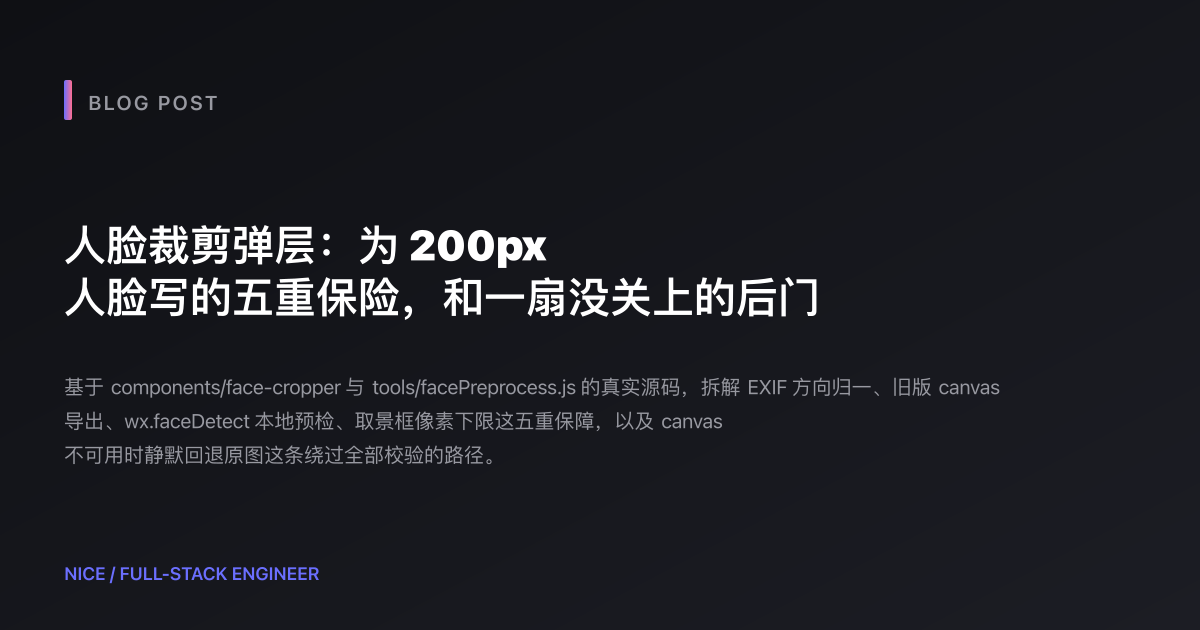 BLOG POST
人脸裁剪弹层：为 200px
人脸写的五重保险，和一扇没关上的后门
基于 components/face-cropper 与 tools/facePreprocess.js 的真实源码，拆解 EXIF 方向归一、旧版 canvas
导出、wx.faceDetect 本地预检、取景框像素下限这五重保障，以及 canvas
不可用时静默回退原图这条绕过全部校验的路径。
NICE / FULL-STACK ENGINEER